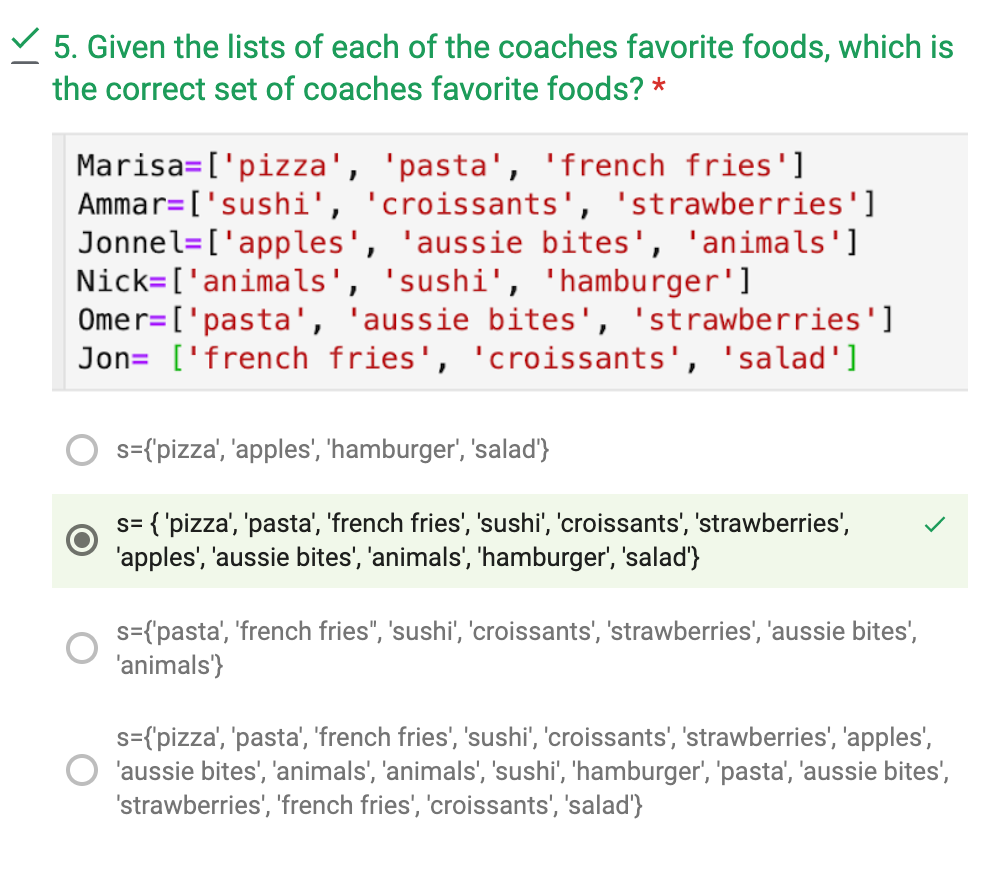 5. Given the lists of each of the coaches favorite foods, which is
the correct set of coaches favorite foods? *
Marisa=['pizza', 'pasta', 'french fries']
Ammar=['sushi', 'croissants', 'strawberries']
Jonnel=['apples', 'aussie bites', 'animals']
Nick=['animals', 'sushi', 'hamburger']
Omer=['pasta', 'aussie bites', 'strawberries']
Jon= ['french fries', 'croissants', 'salad']
s={'pizza', 'apples', 'hamburger', 'salad'}
s= { 'pizza', 'pasta', 'french fries', 'sushi', 'croissants', 'strawberries',
'apples', 'aussie bites', 'animals', 'hamburger', 'salad'}
s={'pasta', 'french fries", 'sushi', 'croissants', 'strawberries', 'aussie bites',
'animals'}
s={'pizza', 'pasta', 'french fries', 'sushi', 'croissants', 'strawberries', 'apples',
'aussie bites', 'animals', 'animals', 'sushi', 'hamburger', 'pasta', 'aussie bites',
'strawberries', 'french fries', 'croissants', 'salad'}